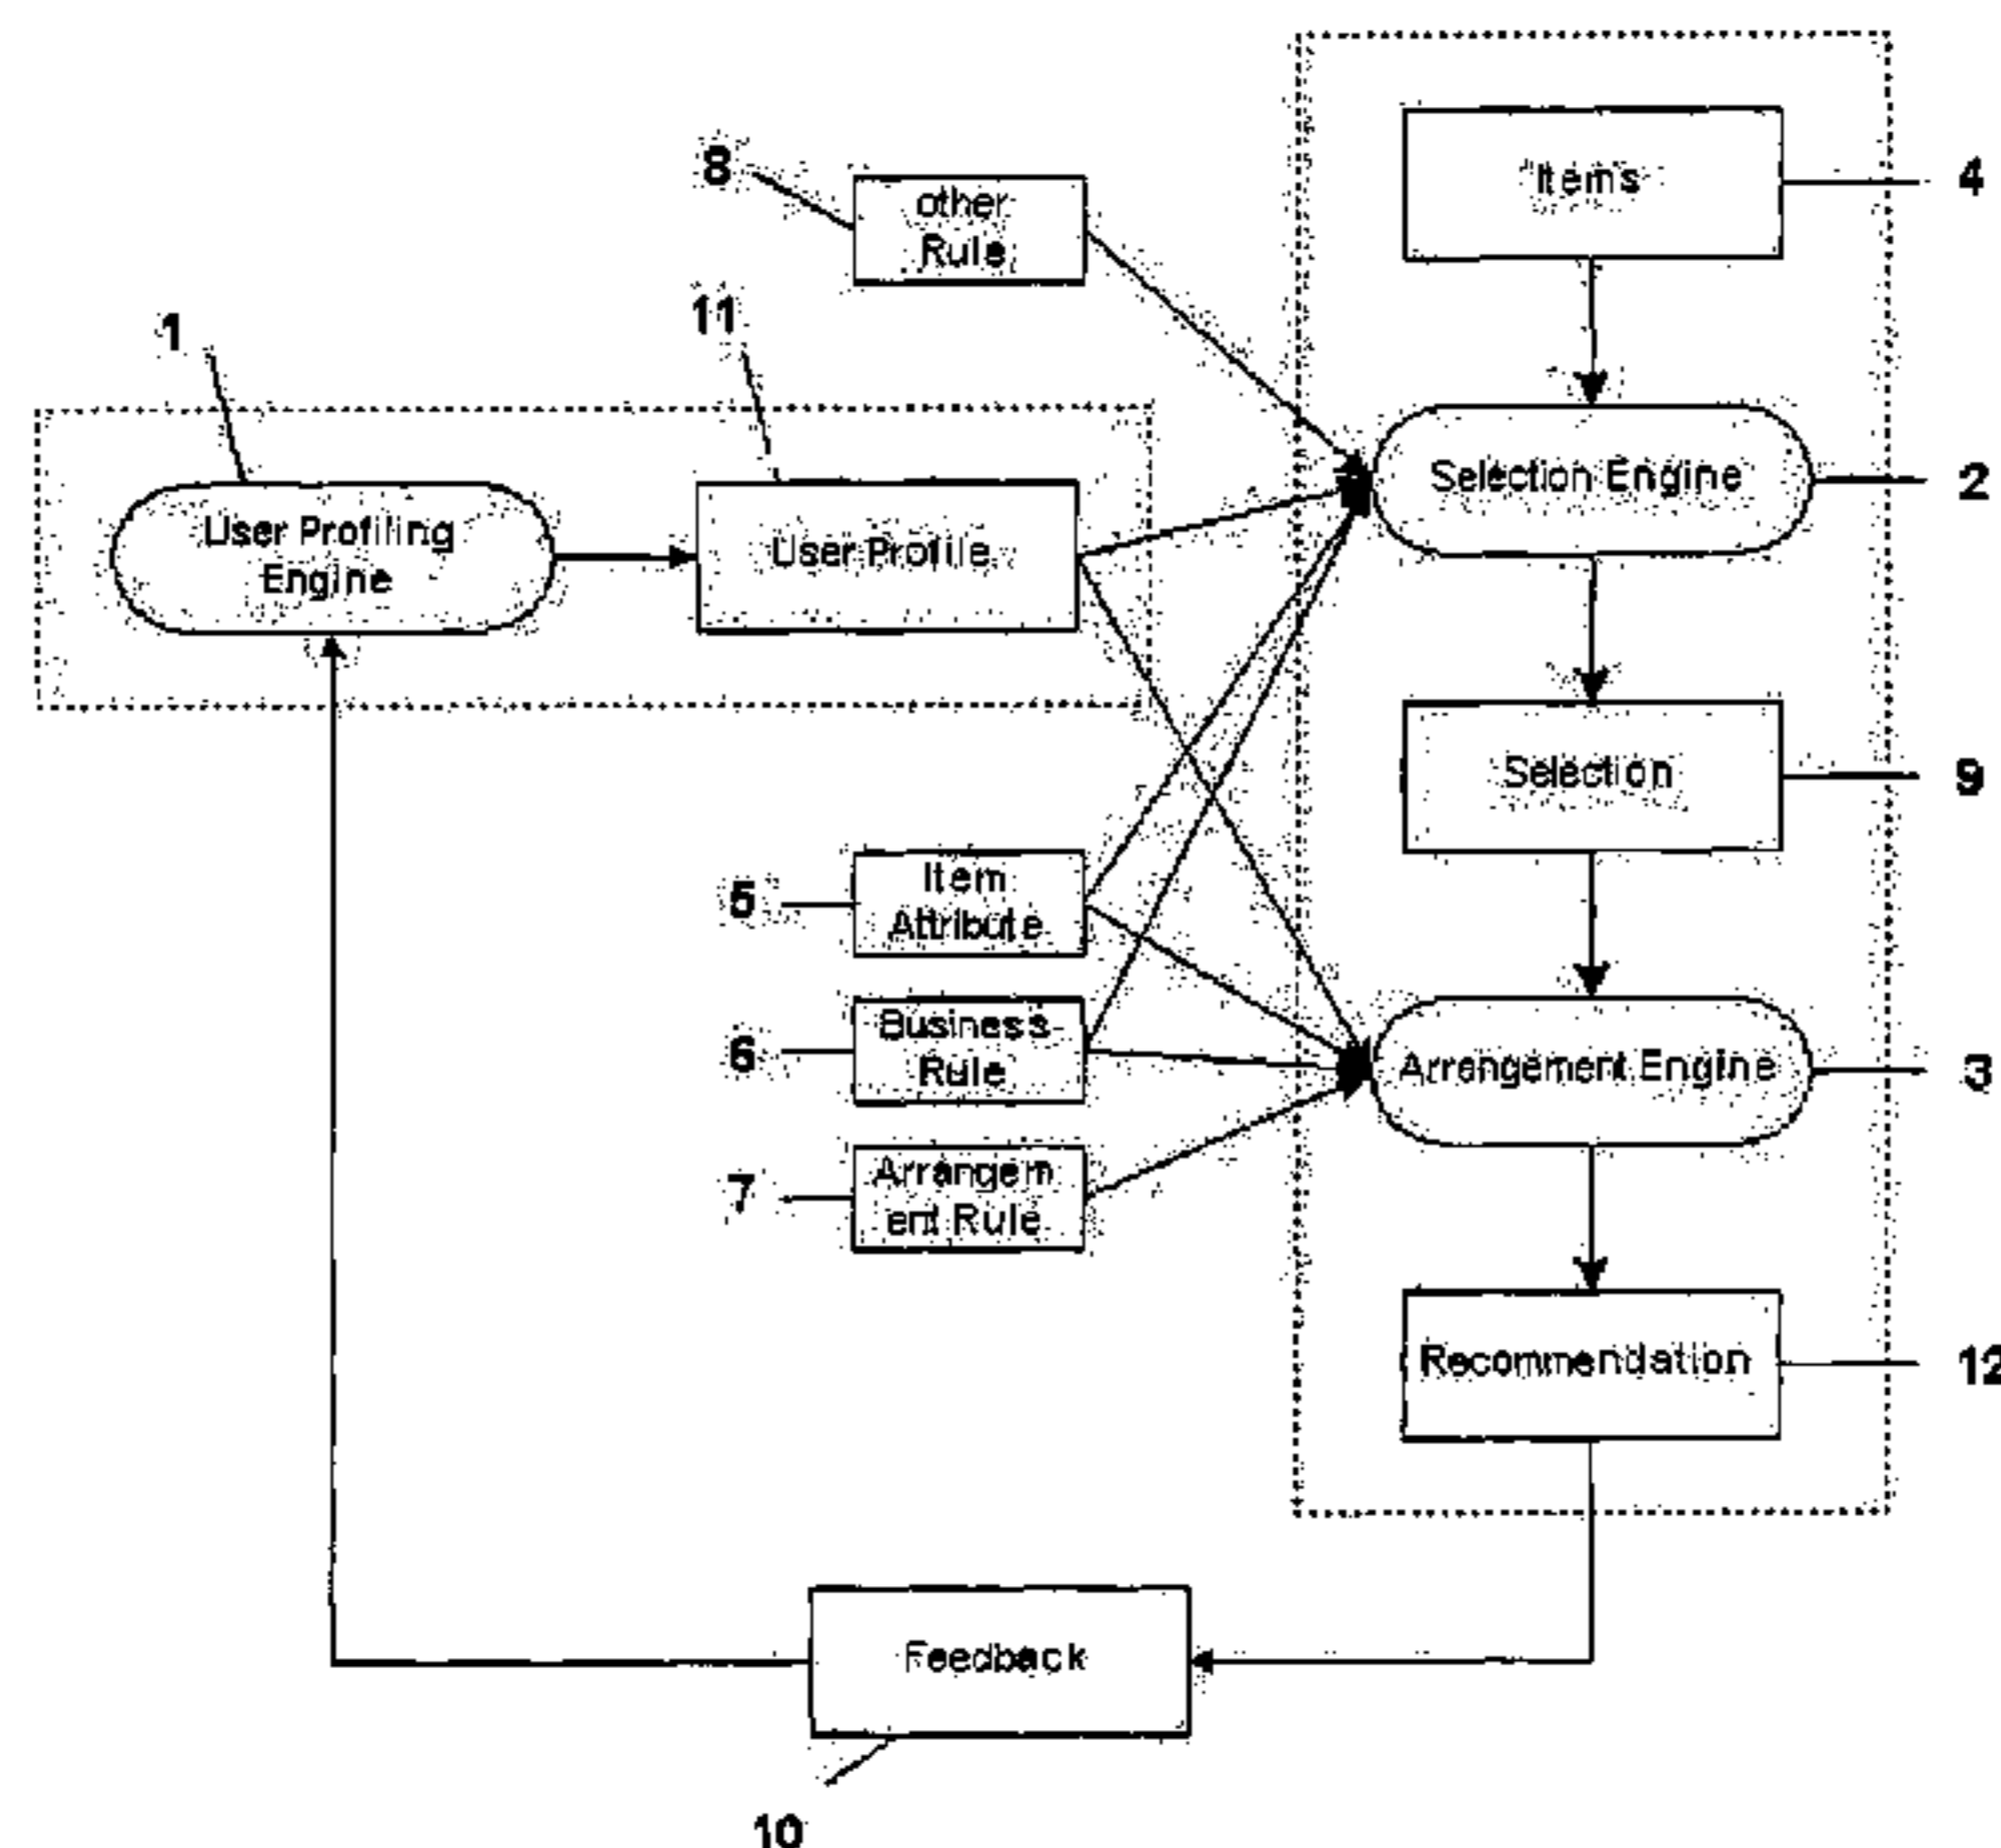 8
other
Rule
Items
4
1
11
User Profiling
Engine
User Profile
Selection Engine
2
Selection
9
5
Item
Attribute
6
Business
Rule
Arrangement Engine
3
7
Arrangem
ent Rule
Recommendation
12
Feedback
10